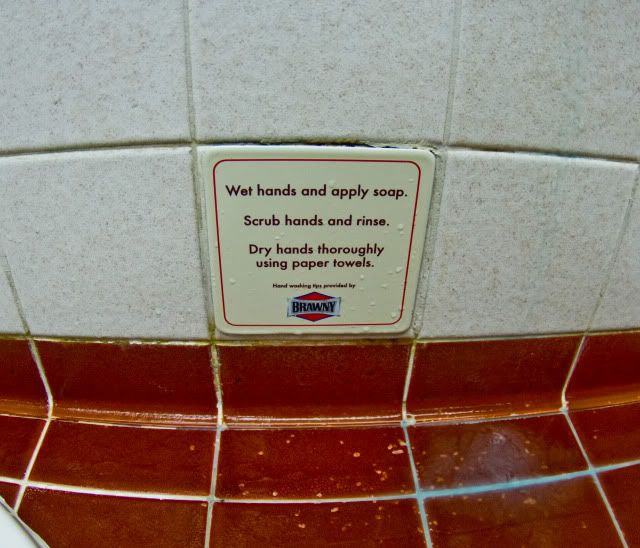 Wet hands and apply soap.
Scrub hands and rinse.
Dry hands thoroughly
using paper towels.
Hand washing tips provided by
BRAWNY